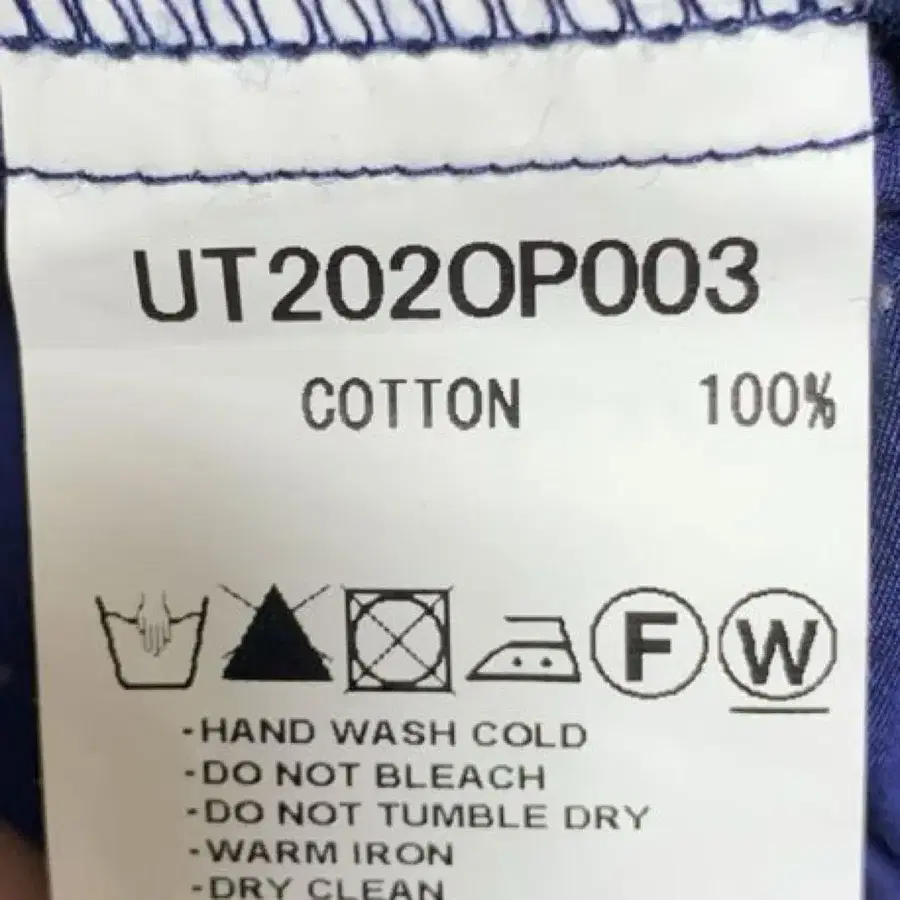 UT202OP003
COTTON 100%
F W
-HAND WASH COLD
-DO NOT BLEACH
-DO NOT TUMBLE DRY
-WARM IRON
-DRY CLEAN